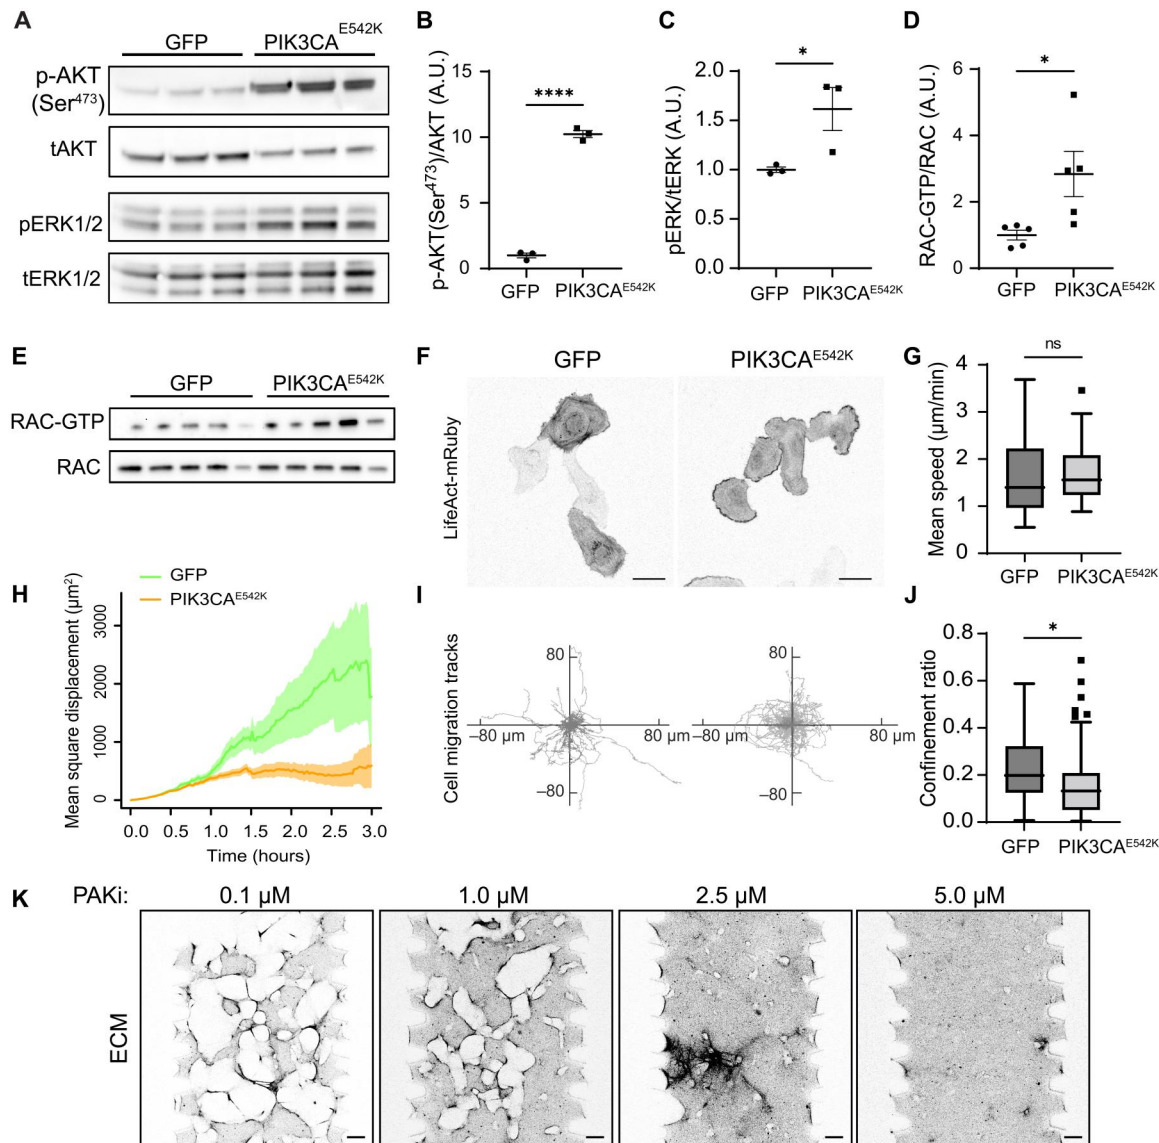 A
GFP
PIK3CA^E542K
p-AKT
(Ser^473)
tAKT
pERK1/2
tERK1/2
B
p-AKT(Ser^473)/AKT (A.U.)
15
10
5
0
****
GFP
PIK3CA^E542K
C
pERK/tERK (A.U.)
2.0
1.5
1.0
0.5
0.0
*
GFP
PIK3CA^E542K
D
RAC-GTP/RAC (A.U.)
6
4
2
0
*
GFP
PIK3CA^E542K
E
GFP
PIK3CA^E542K
RAC-GTP
RAC
F
GFP
PIK3CA^E542K
LifeAct-mRuby
G
Mean speed (µm/min)
4
3
2
1
0
ns
GFP
PIK3CA^E542K
H
GFP
PIK3CA^E542K
Mean square displacement (µm²)
3000
2000
1000
0
0.0 0.5 1.0 1.5 2.0 2.5 3.0
Time (hours)
I
Cell migration tracks
80
−80 µm
80 µm
−80
80
−80 µm
80 µm
−80
J
Confinement ratio
0.8
0.6
0.4
0.2
0.0
*
GFP
PIK3CA^E542K
K
PAKi:
0.1 µM
1.0 µM
2.5 µM
5.0 µM
ECM